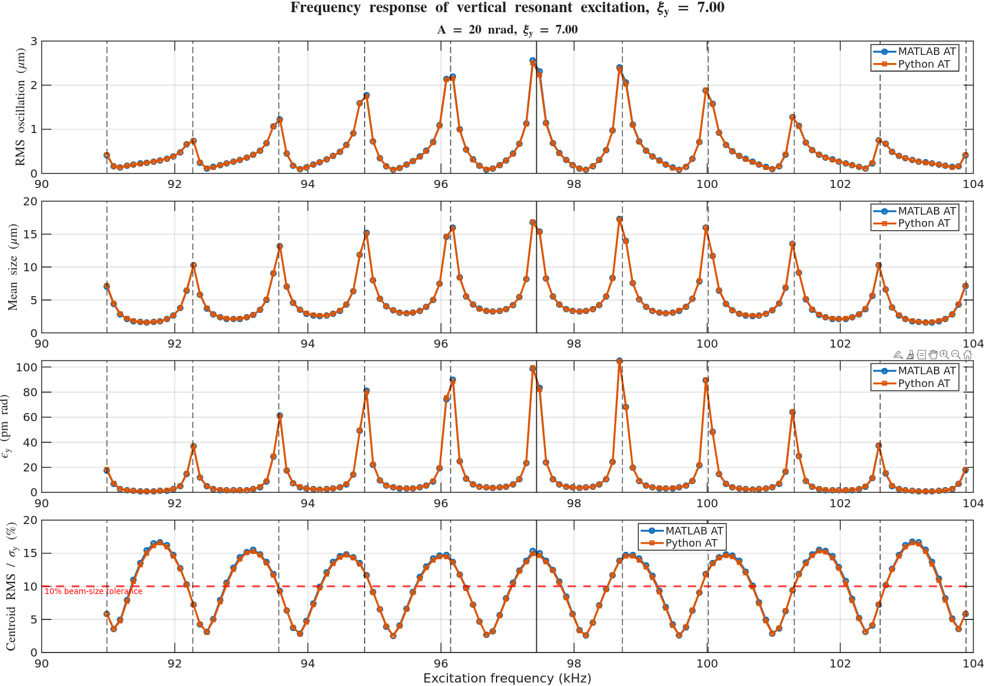 Frequency response of vertical resonant excitation, ξy = 7.00
A = 20 nrad, ξy = 7.00
RMS oscillation (μm)
3
2
1
0
MATLAB AT
Python AT
90 92 94 96 98 100 102 104
Mean size (μm)
20
15
10
5
0
MATLAB AT
Python AT
90 92 94 96 98 100 102 104
ϵy (pm rad)
100
80
60
40
20
0
MATLAB AT
Python AT
90 92 94 96 98 100 102 104
Centroid RMS / σy (%)
20
15
10
5
0
MATLAB AT
Python AT
10% beam-size tolerance
90 92 94 96 98 100 102 104
Excitation frequency (kHz)